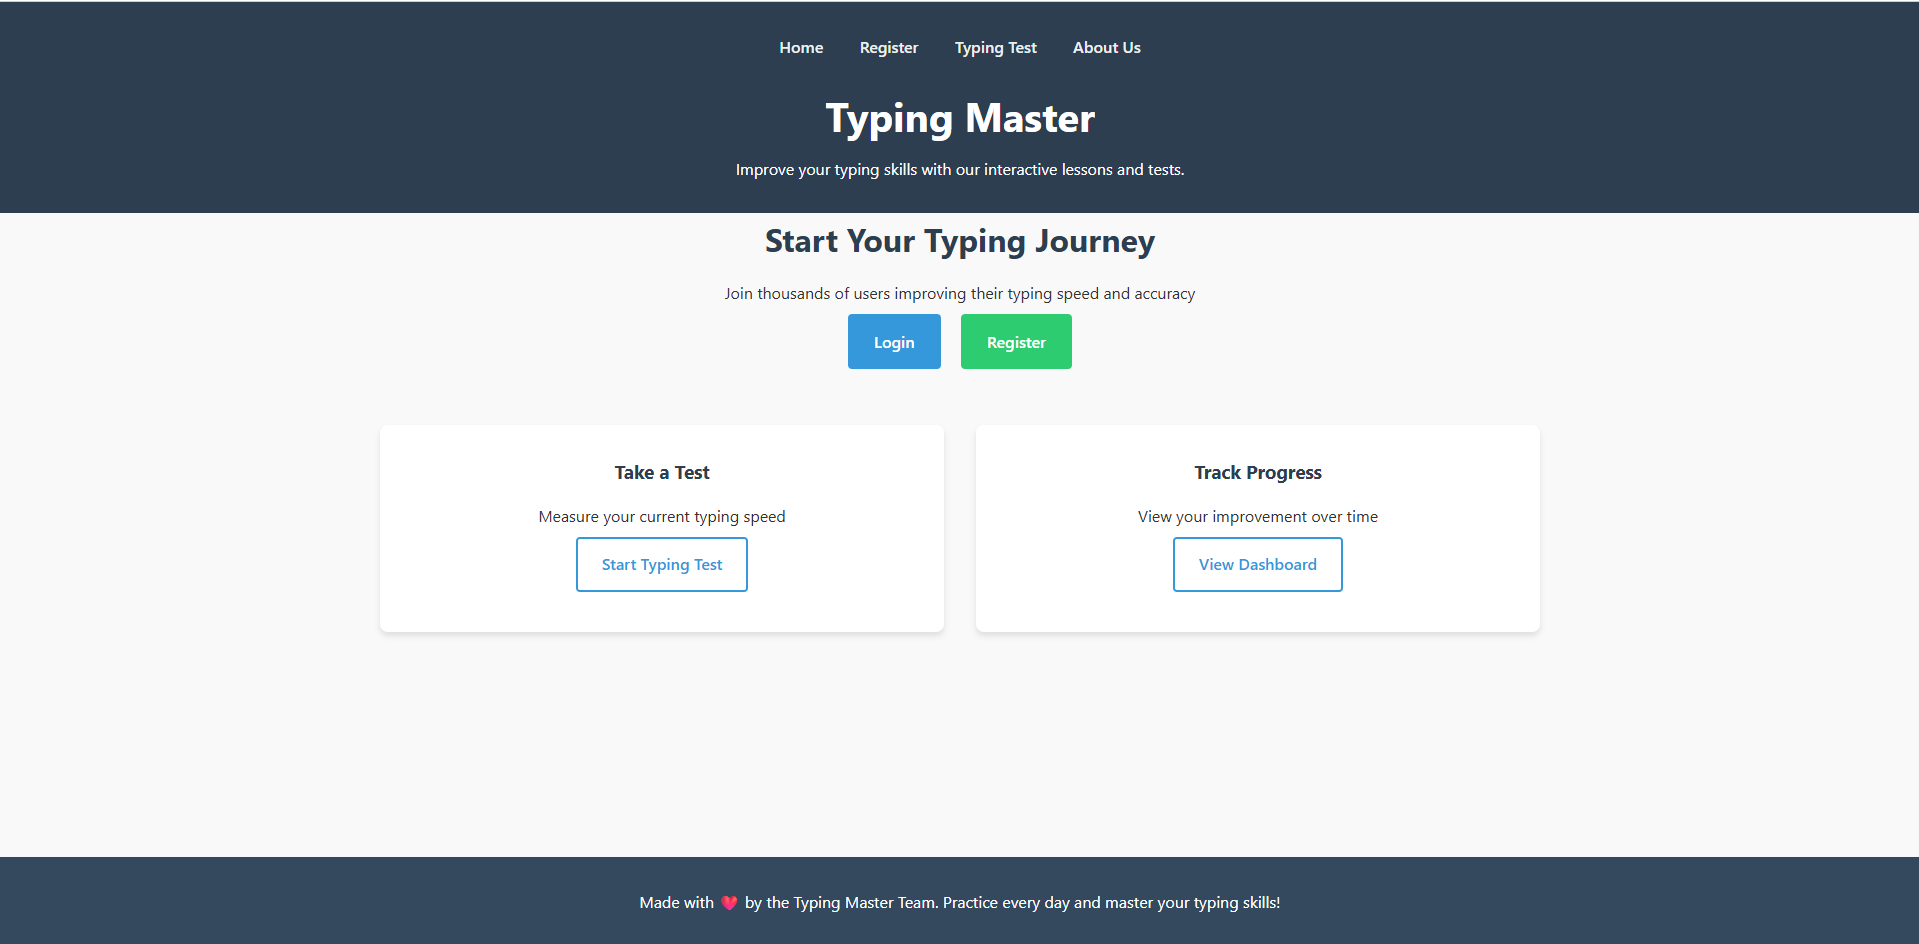 Home Register Typing Test About Us
Typing Master
Improve your typing skills with our interactive lessons and tests.
Start Your Typing Journey
Join thousands of users improving their typing speed and accuracy
Login Register
Take a Test
Measure your current typing speed
Start Typing Test
Track Progress
View your improvement over time
View Dashboard
Made with ❤️ by the Typing Master Team. Practice every day and master your typing skills!